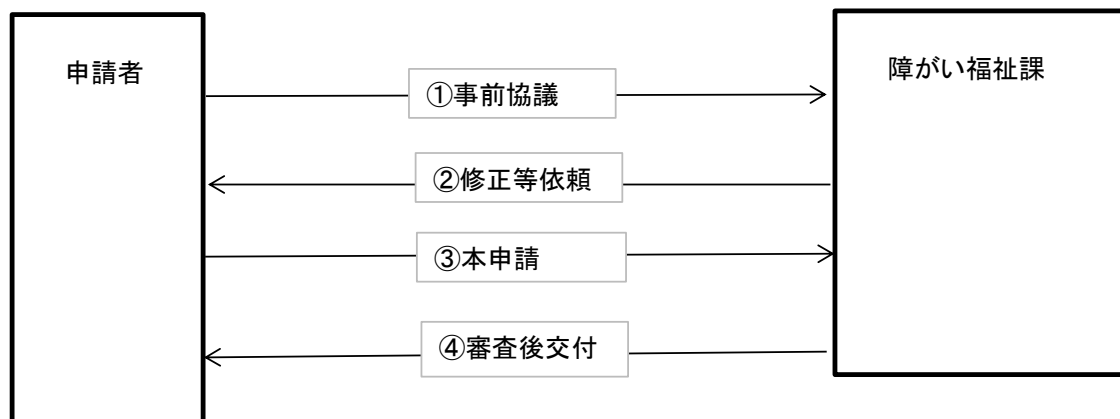 申請者
障がい福祉課
①事前協議
②修正等依頼
③本申請
④審査後交付